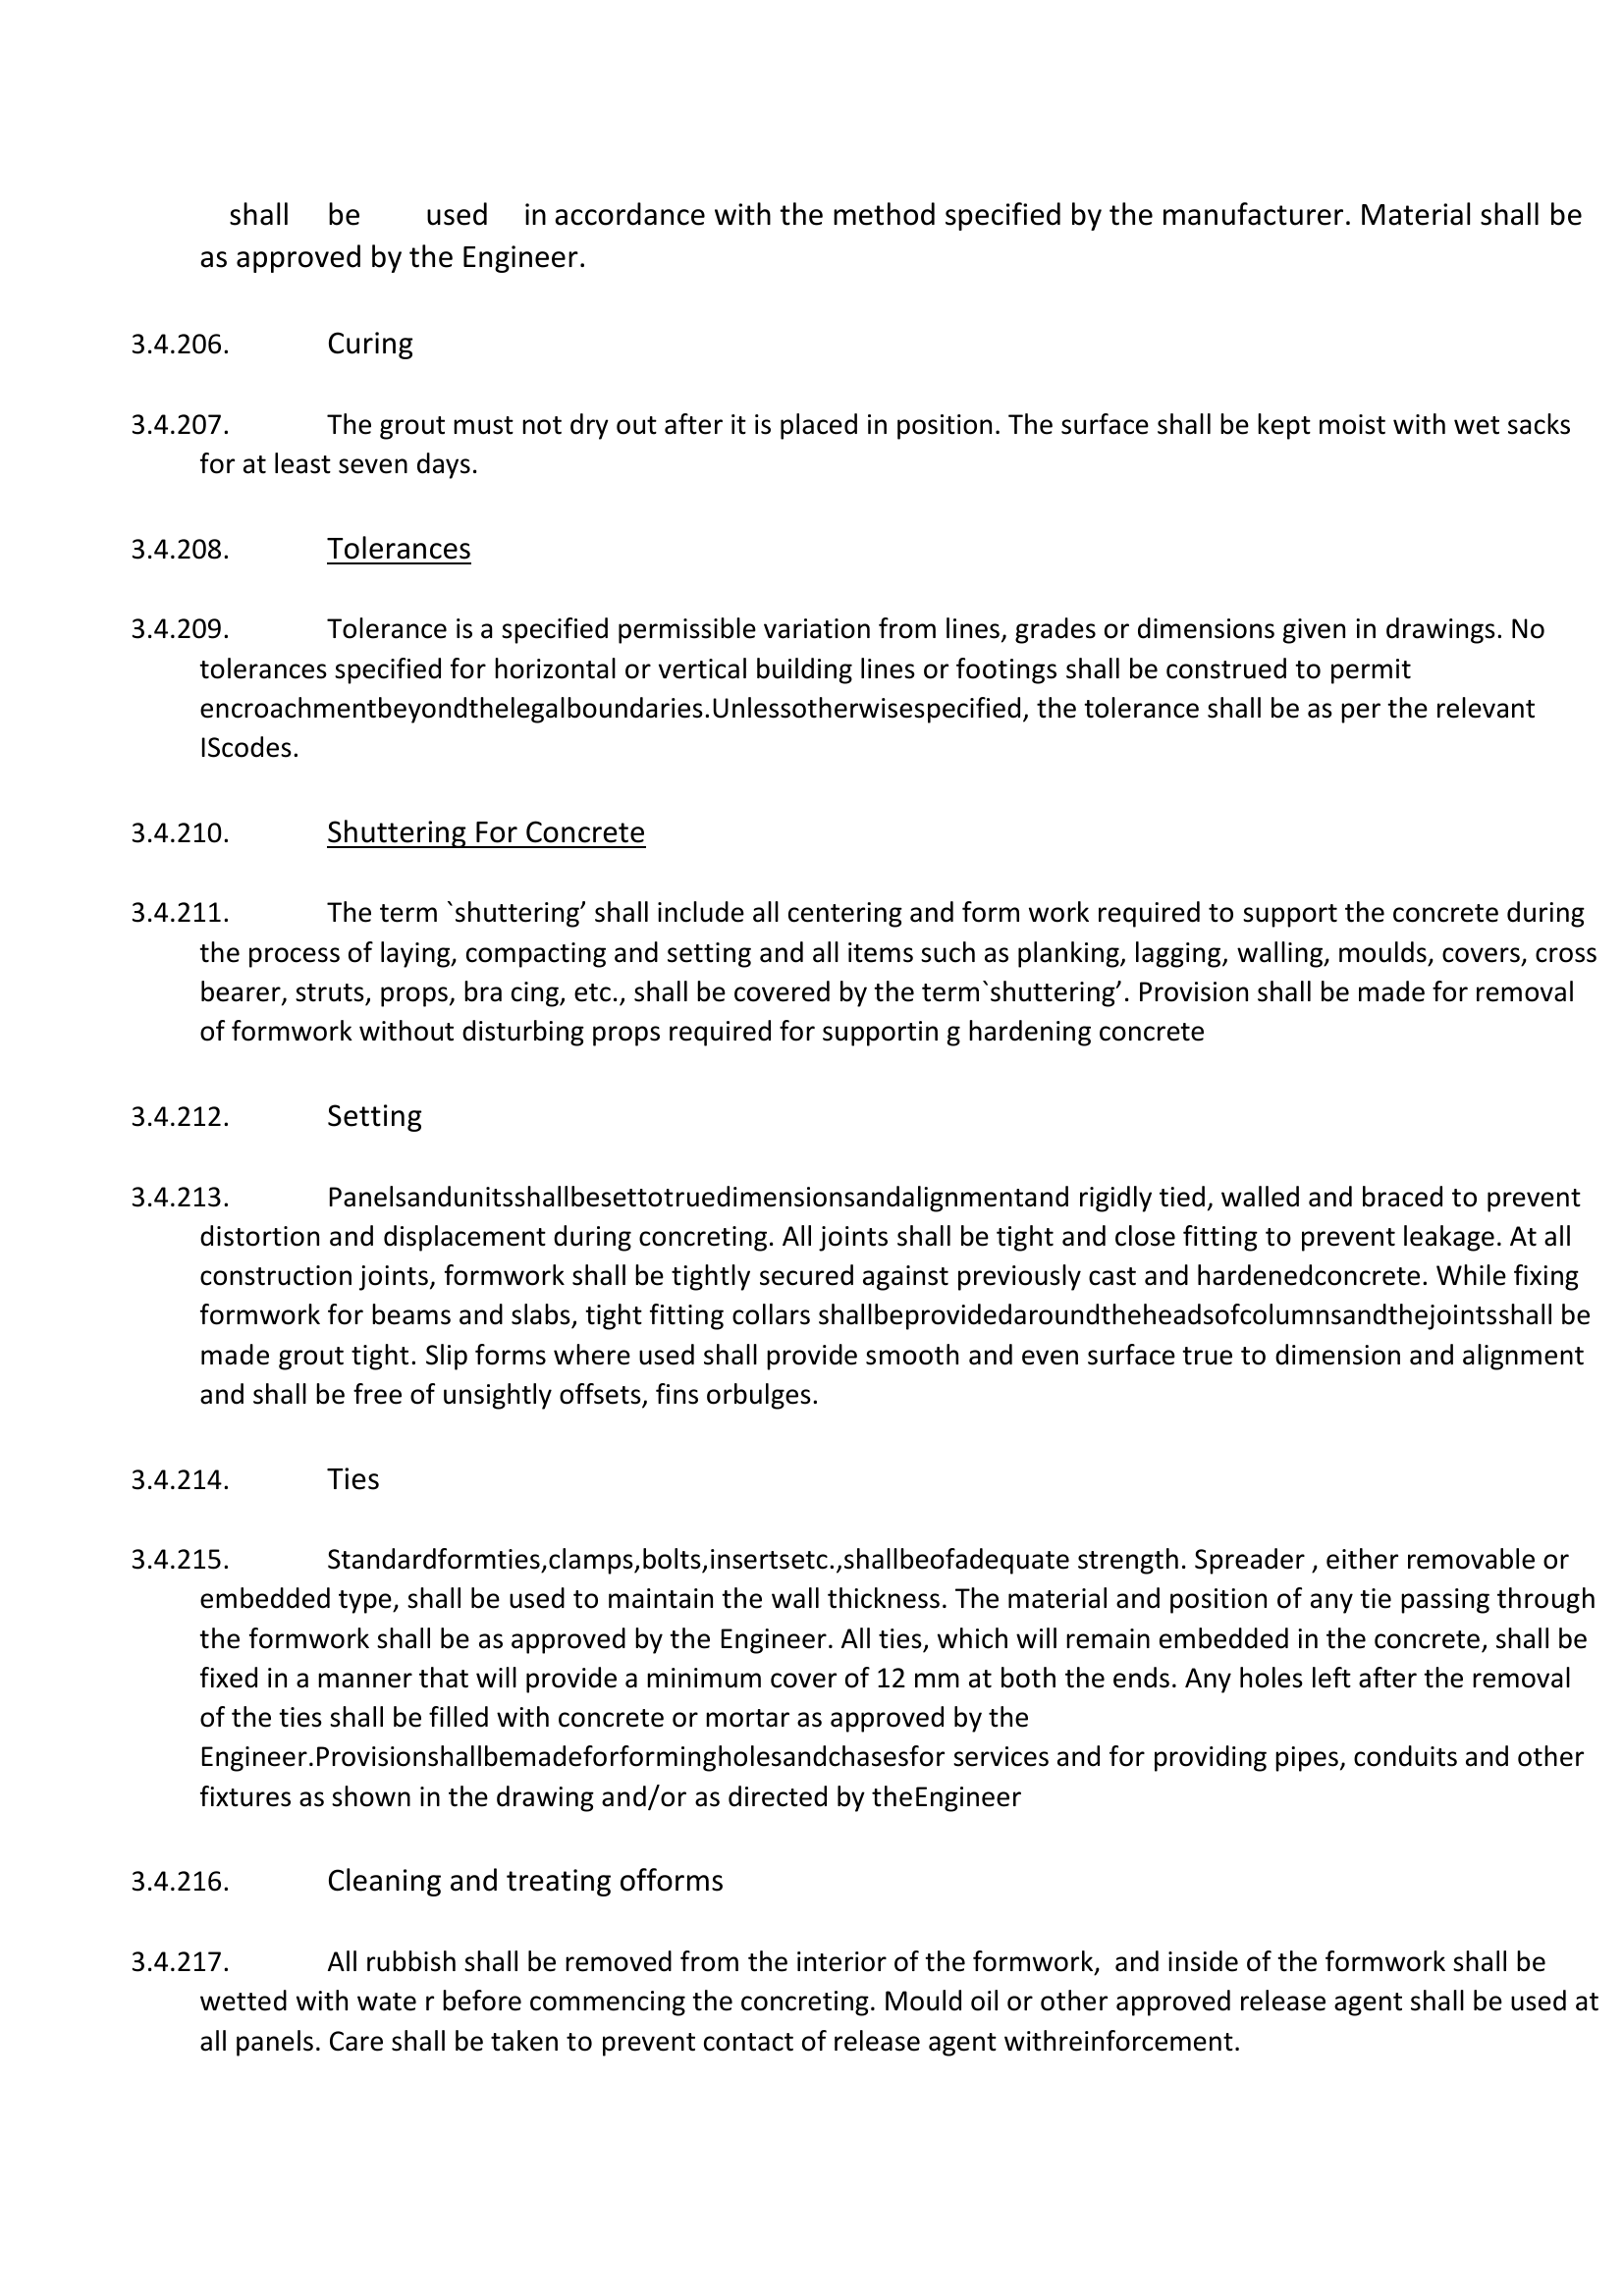 shall be used in accordance with the method specified by the manufacturer. Material shall be
as approved by the Engineer.
3.4.206. Curing
3.4.207. The grout must not dry out after it is placed in position. The surface shall be kept moist with wet sacks
for at least seven days.
3.4.208. Tolerances
3.4.209. Tolerance is a specified permissible variation from lines, grades or dimensions given in drawings. No
tolerances specified for horizontal or vertical building lines or footings shall be construed to permit
encroachmentbeyondthelegalboundaries.Unlessotherwisespecified, the tolerance shall be as per the relevant
IScodes.
3.4.210. Shuttering For Concrete
3.4.211. The term `shuttering’ shall include all centering and form work required to support the concrete during
the process of laying, compacting and setting and all items such as planking, lagging, walling, moulds, covers, cross
bearer, struts, props, bra cing, etc., shall be covered by the term`shuttering’. Provision shall be made for removal
of formwork without disturbing props required for supportin g hardening concrete
3.4.212. Setting
3.4.213. Panelsandunitsshallbesettotruedimensionsandalignmentand rigidly tied, walled and braced to prevent
distortion and displacement during concreting. All joints shall be tight and close fitting to prevent leakage. At all
construction joints, formwork shall be tightly secured against previously cast and hardenedconcrete. While fixing
formwork for beams and slabs, tight fitting collars shallbeprovidedaroundtheheadsofcolumnsandthejointsshall be
made grout tight. Slip forms where used shall provide smooth and even surface true to dimension and alignment
and shall be free of unsightly offsets, fins orbulges.
3.4.214. Ties
3.4.215. Standardformties,clamps,bolts,insertsetc.,shallbeofadequate strength. Spreader , either removable or
embedded type, shall be used to maintain the wall thickness. The material and position of any tie passing through
the formwork shall be as approved by the Engineer. All ties, which will remain embedded in the concrete, shall be
fixed in a manner that will provide a minimum cover of 12 mm at both the ends. Any holes left after the removal
of the ties shall be filled with concrete or mortar as approved by the
Engineer.Provisionshallbemadeforformingholesandchasesfor services and for providing pipes, conduits and other
fixtures as shown in the drawing and/or as directed by theEngineer
3.4.216. Cleaning and treating offorms
3.4.217. All rubbish shall be removed from the interior of the formwork, and inside of the formwork shall be
wetted with wate r before commencing the concreting. Mould oil or other approved release agent shall be used at
all panels. Care shall be taken to prevent contact of release agent withreinforcement.